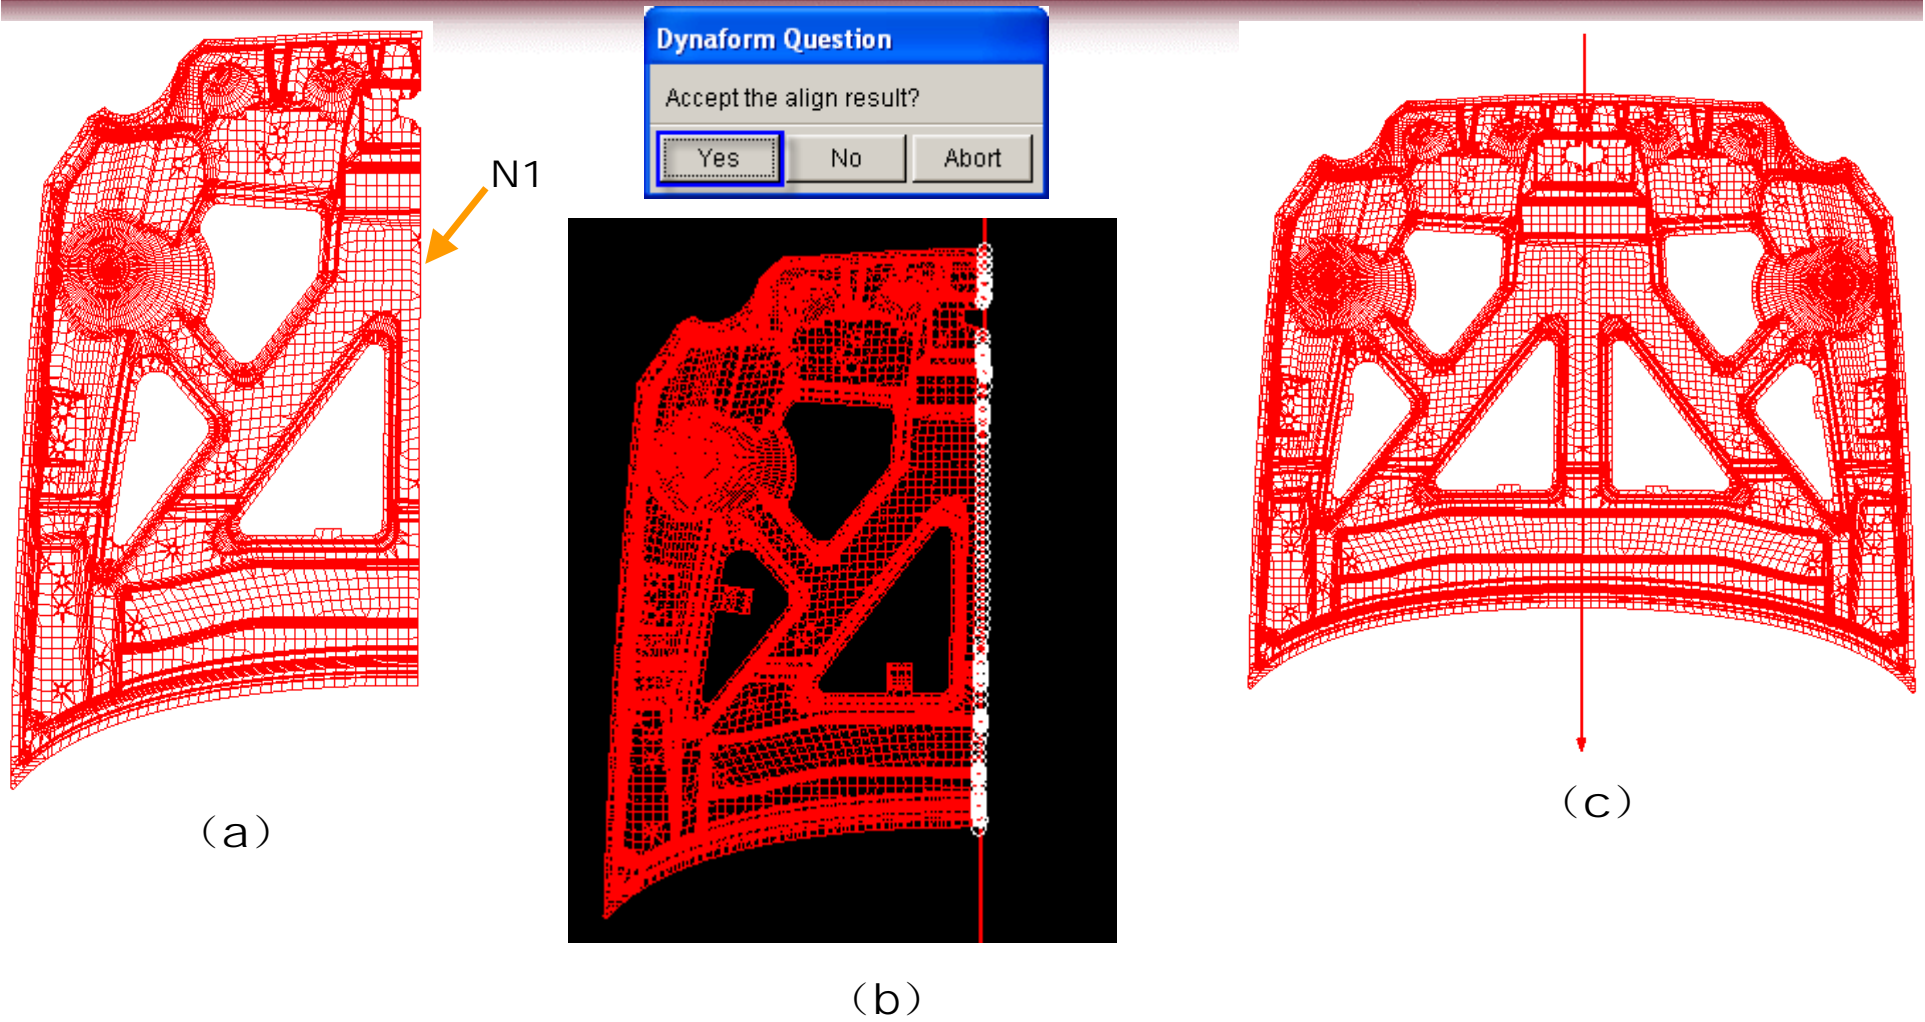 Dynaform Question
Accept the align result?
Yes No Abort
N1
（a）
（b）
（c）